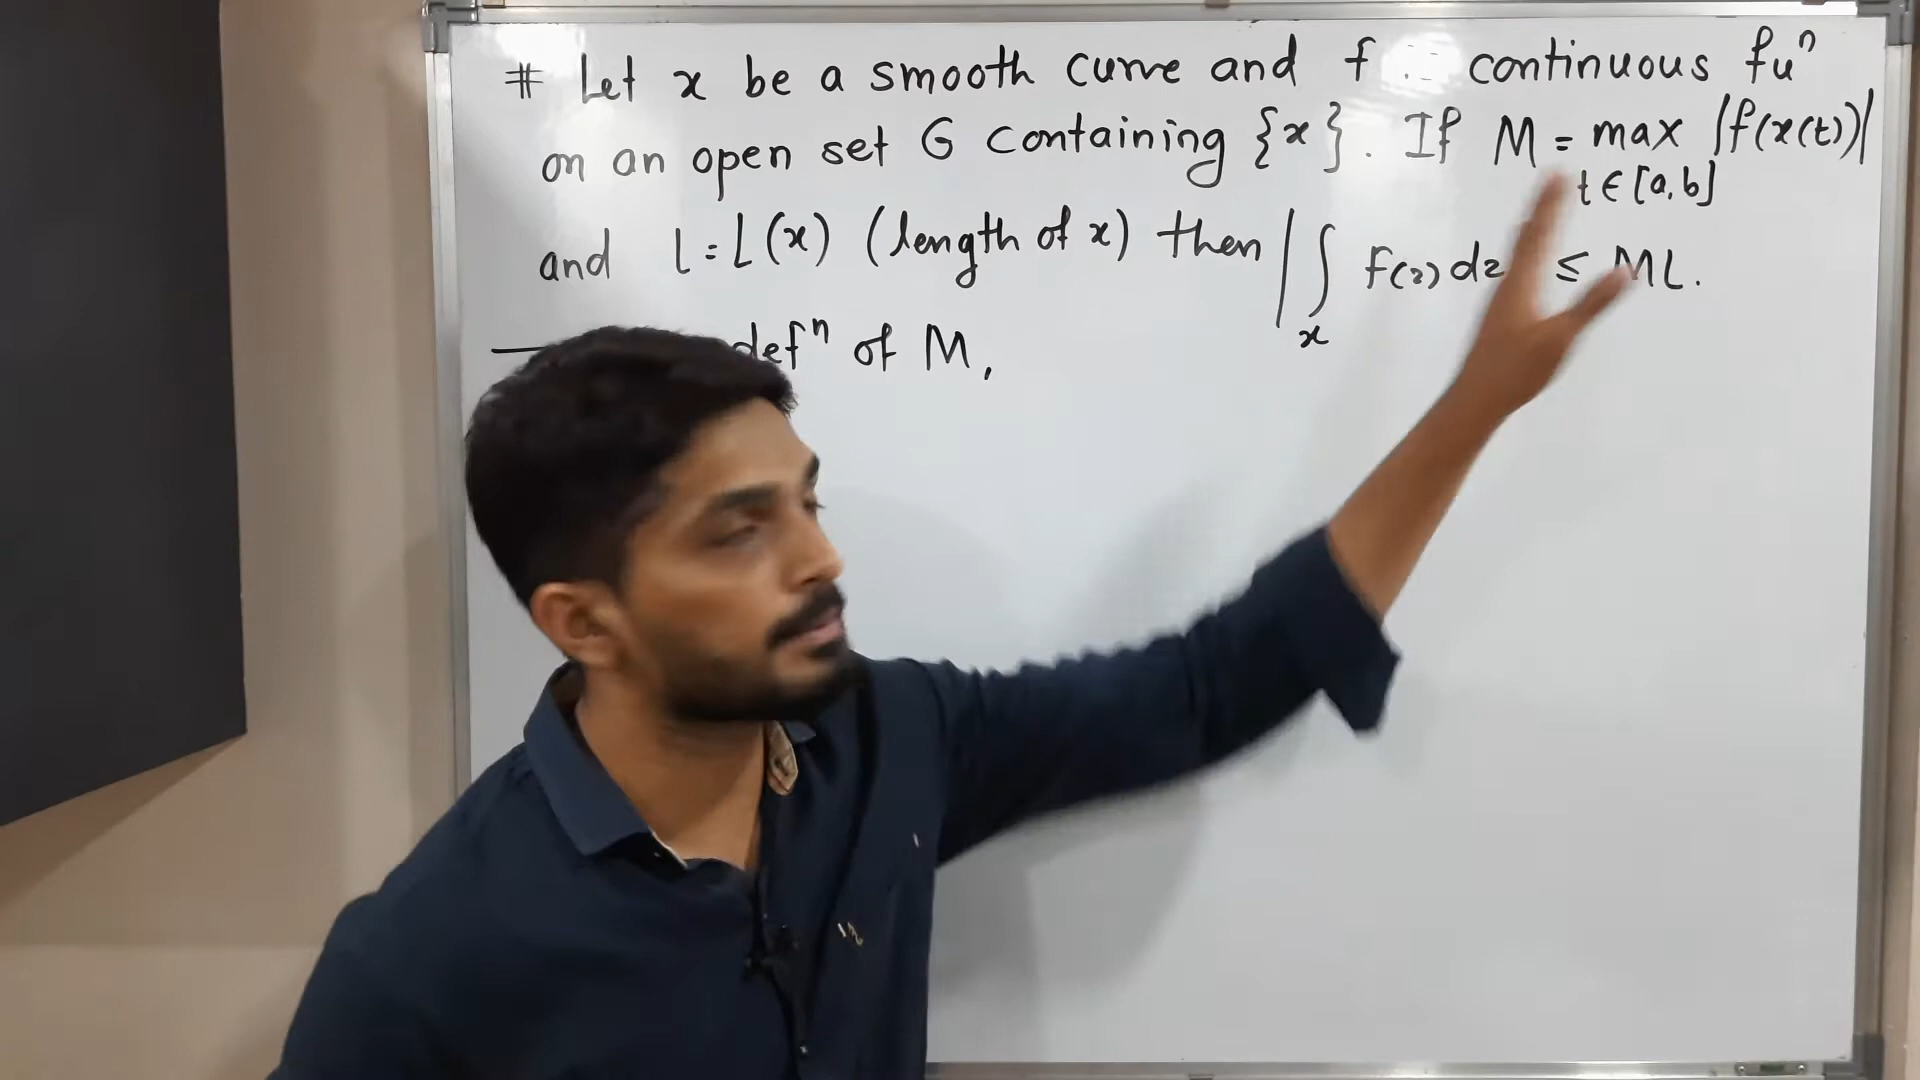 # Let x be a smooth curve and f continuous fuⁿ
on an open set G containing {x}. If M = max |f(x(t))|
t ∈ [a,b]
and l = L(x) (length of x) then |∫ f(z) dz ≤ ML.
x
defⁿ of M,